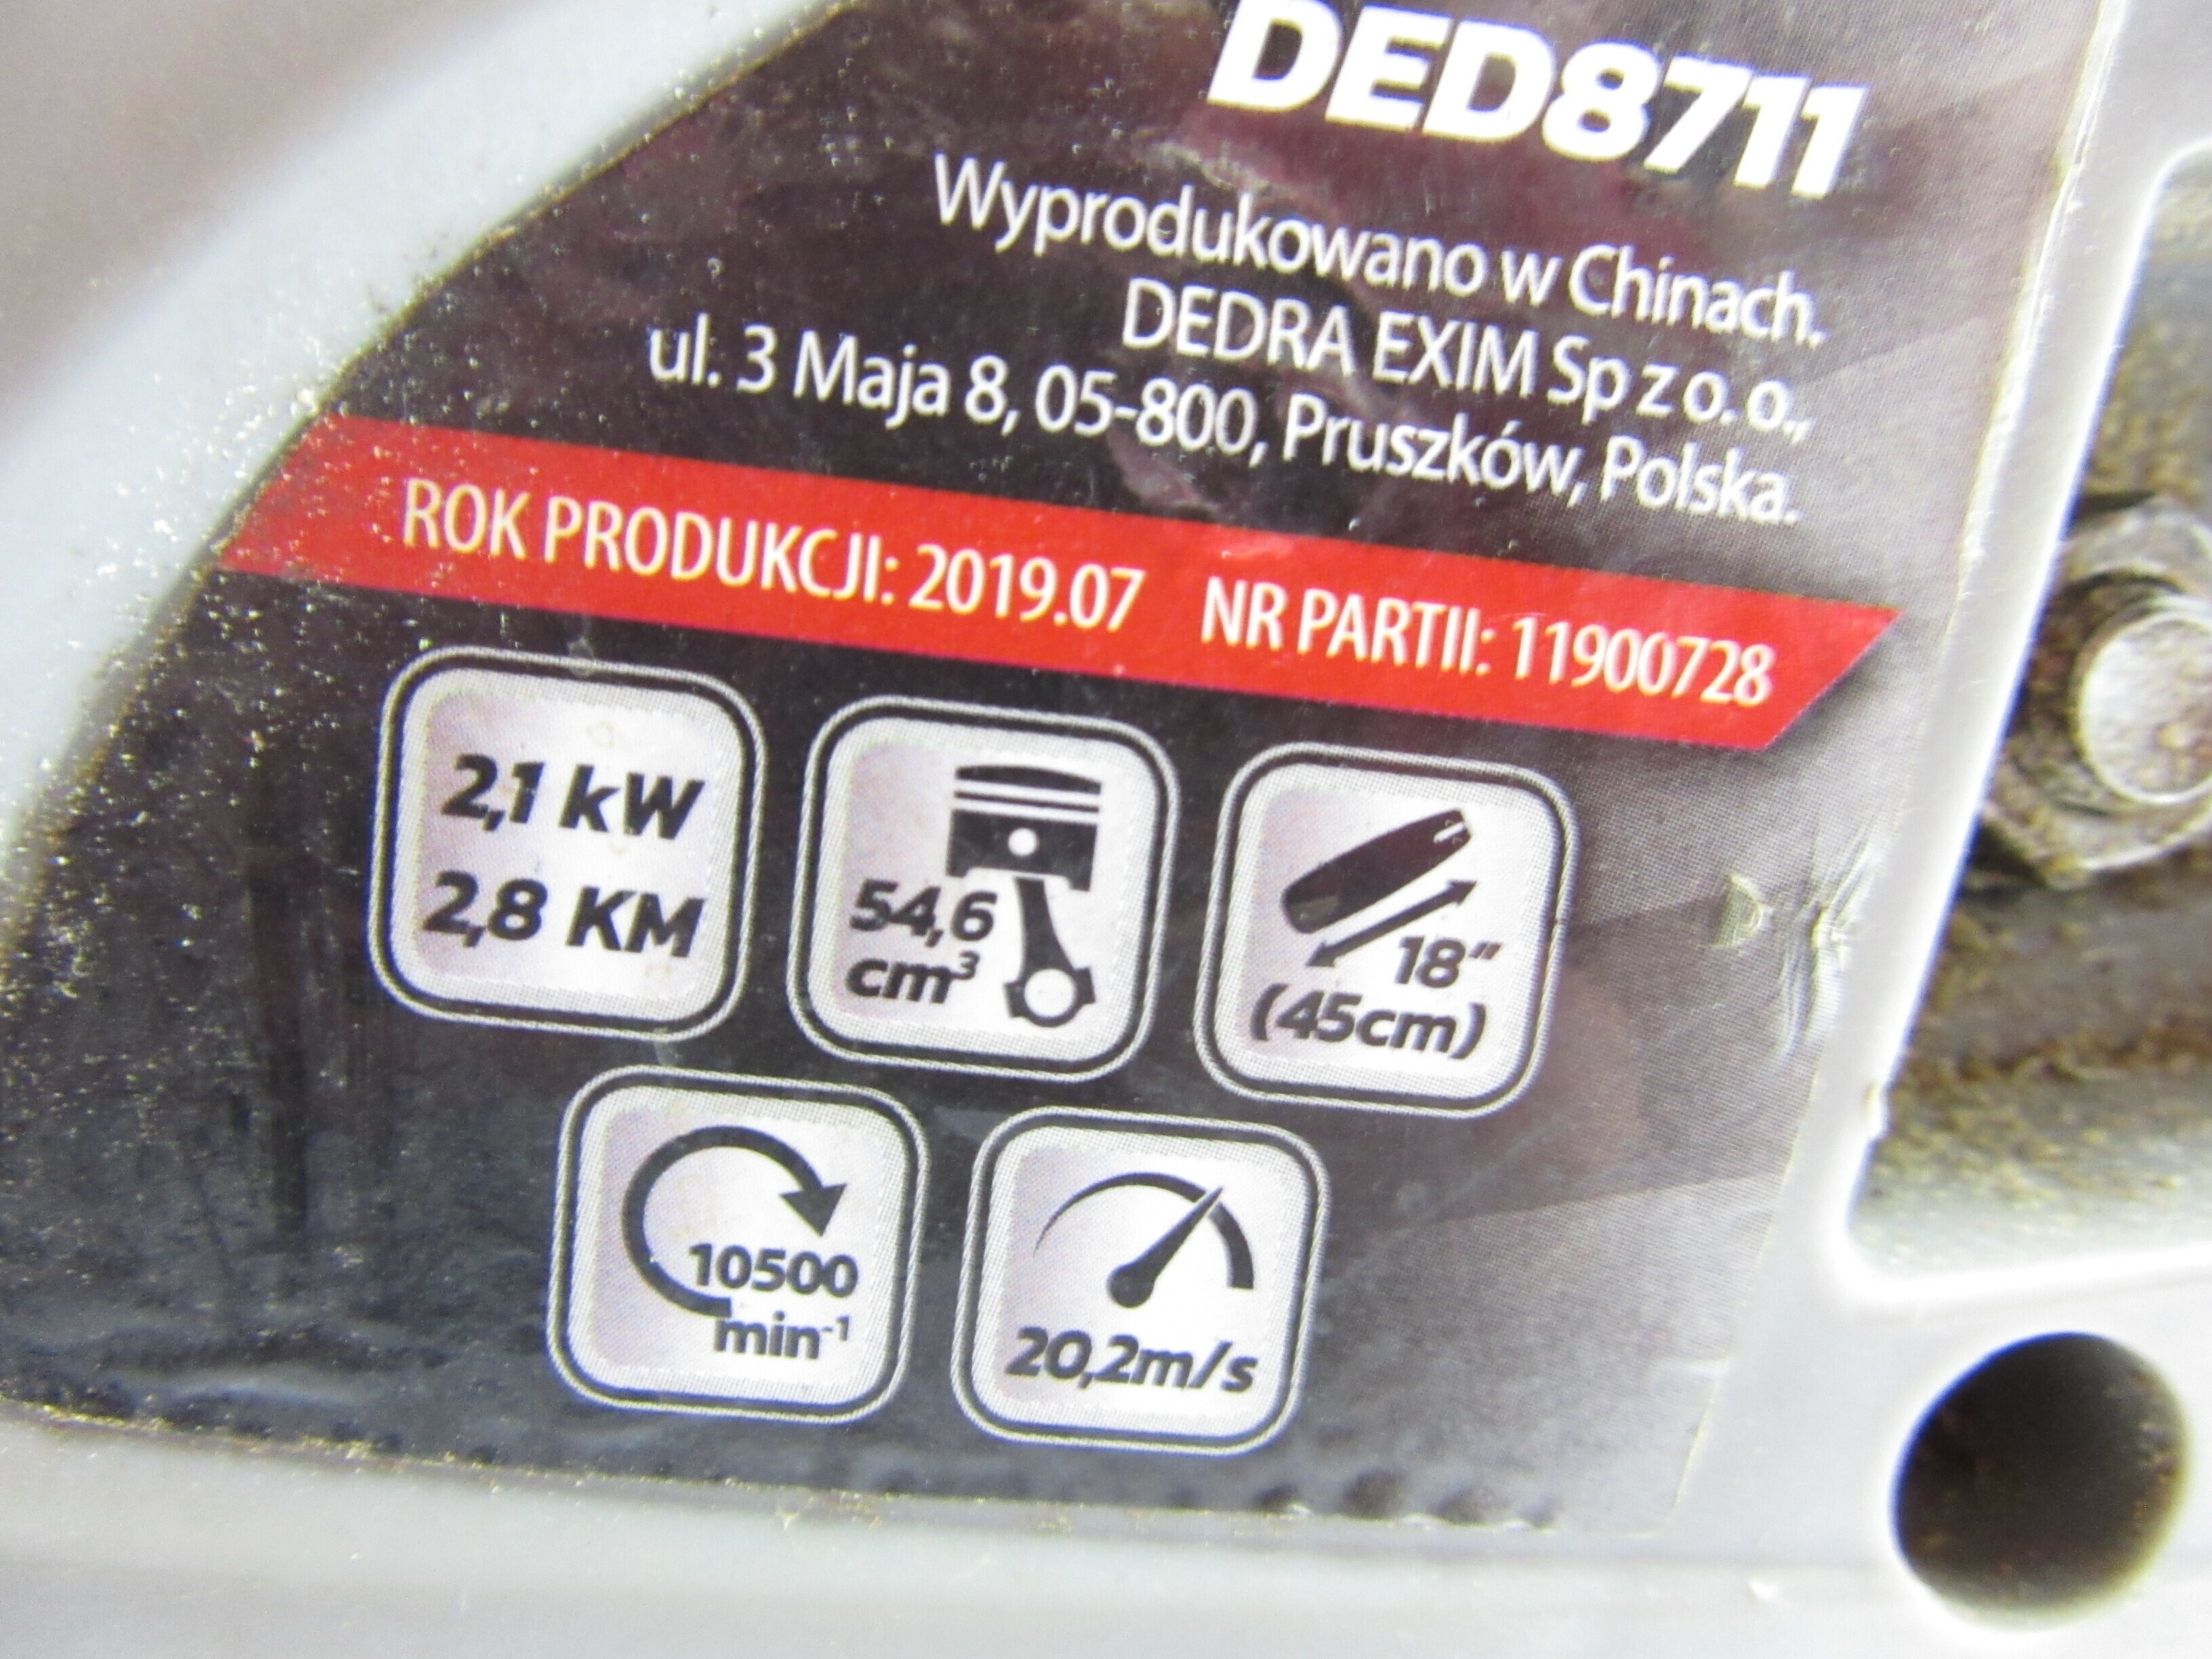 DED8711
Wyprodukowano w Chinach.
DEDRA EXIM Sp z o. o.,
ul. 3 Maja 8, 05-800, Pruszków, Polska.
ROK PRODUKCJI: 2019.07 NR PARTII: 11900728
2,1 kW
2,8 KM
54,6
cm³
18”
(45cm)
10500
min⁻¹
20,2m/s